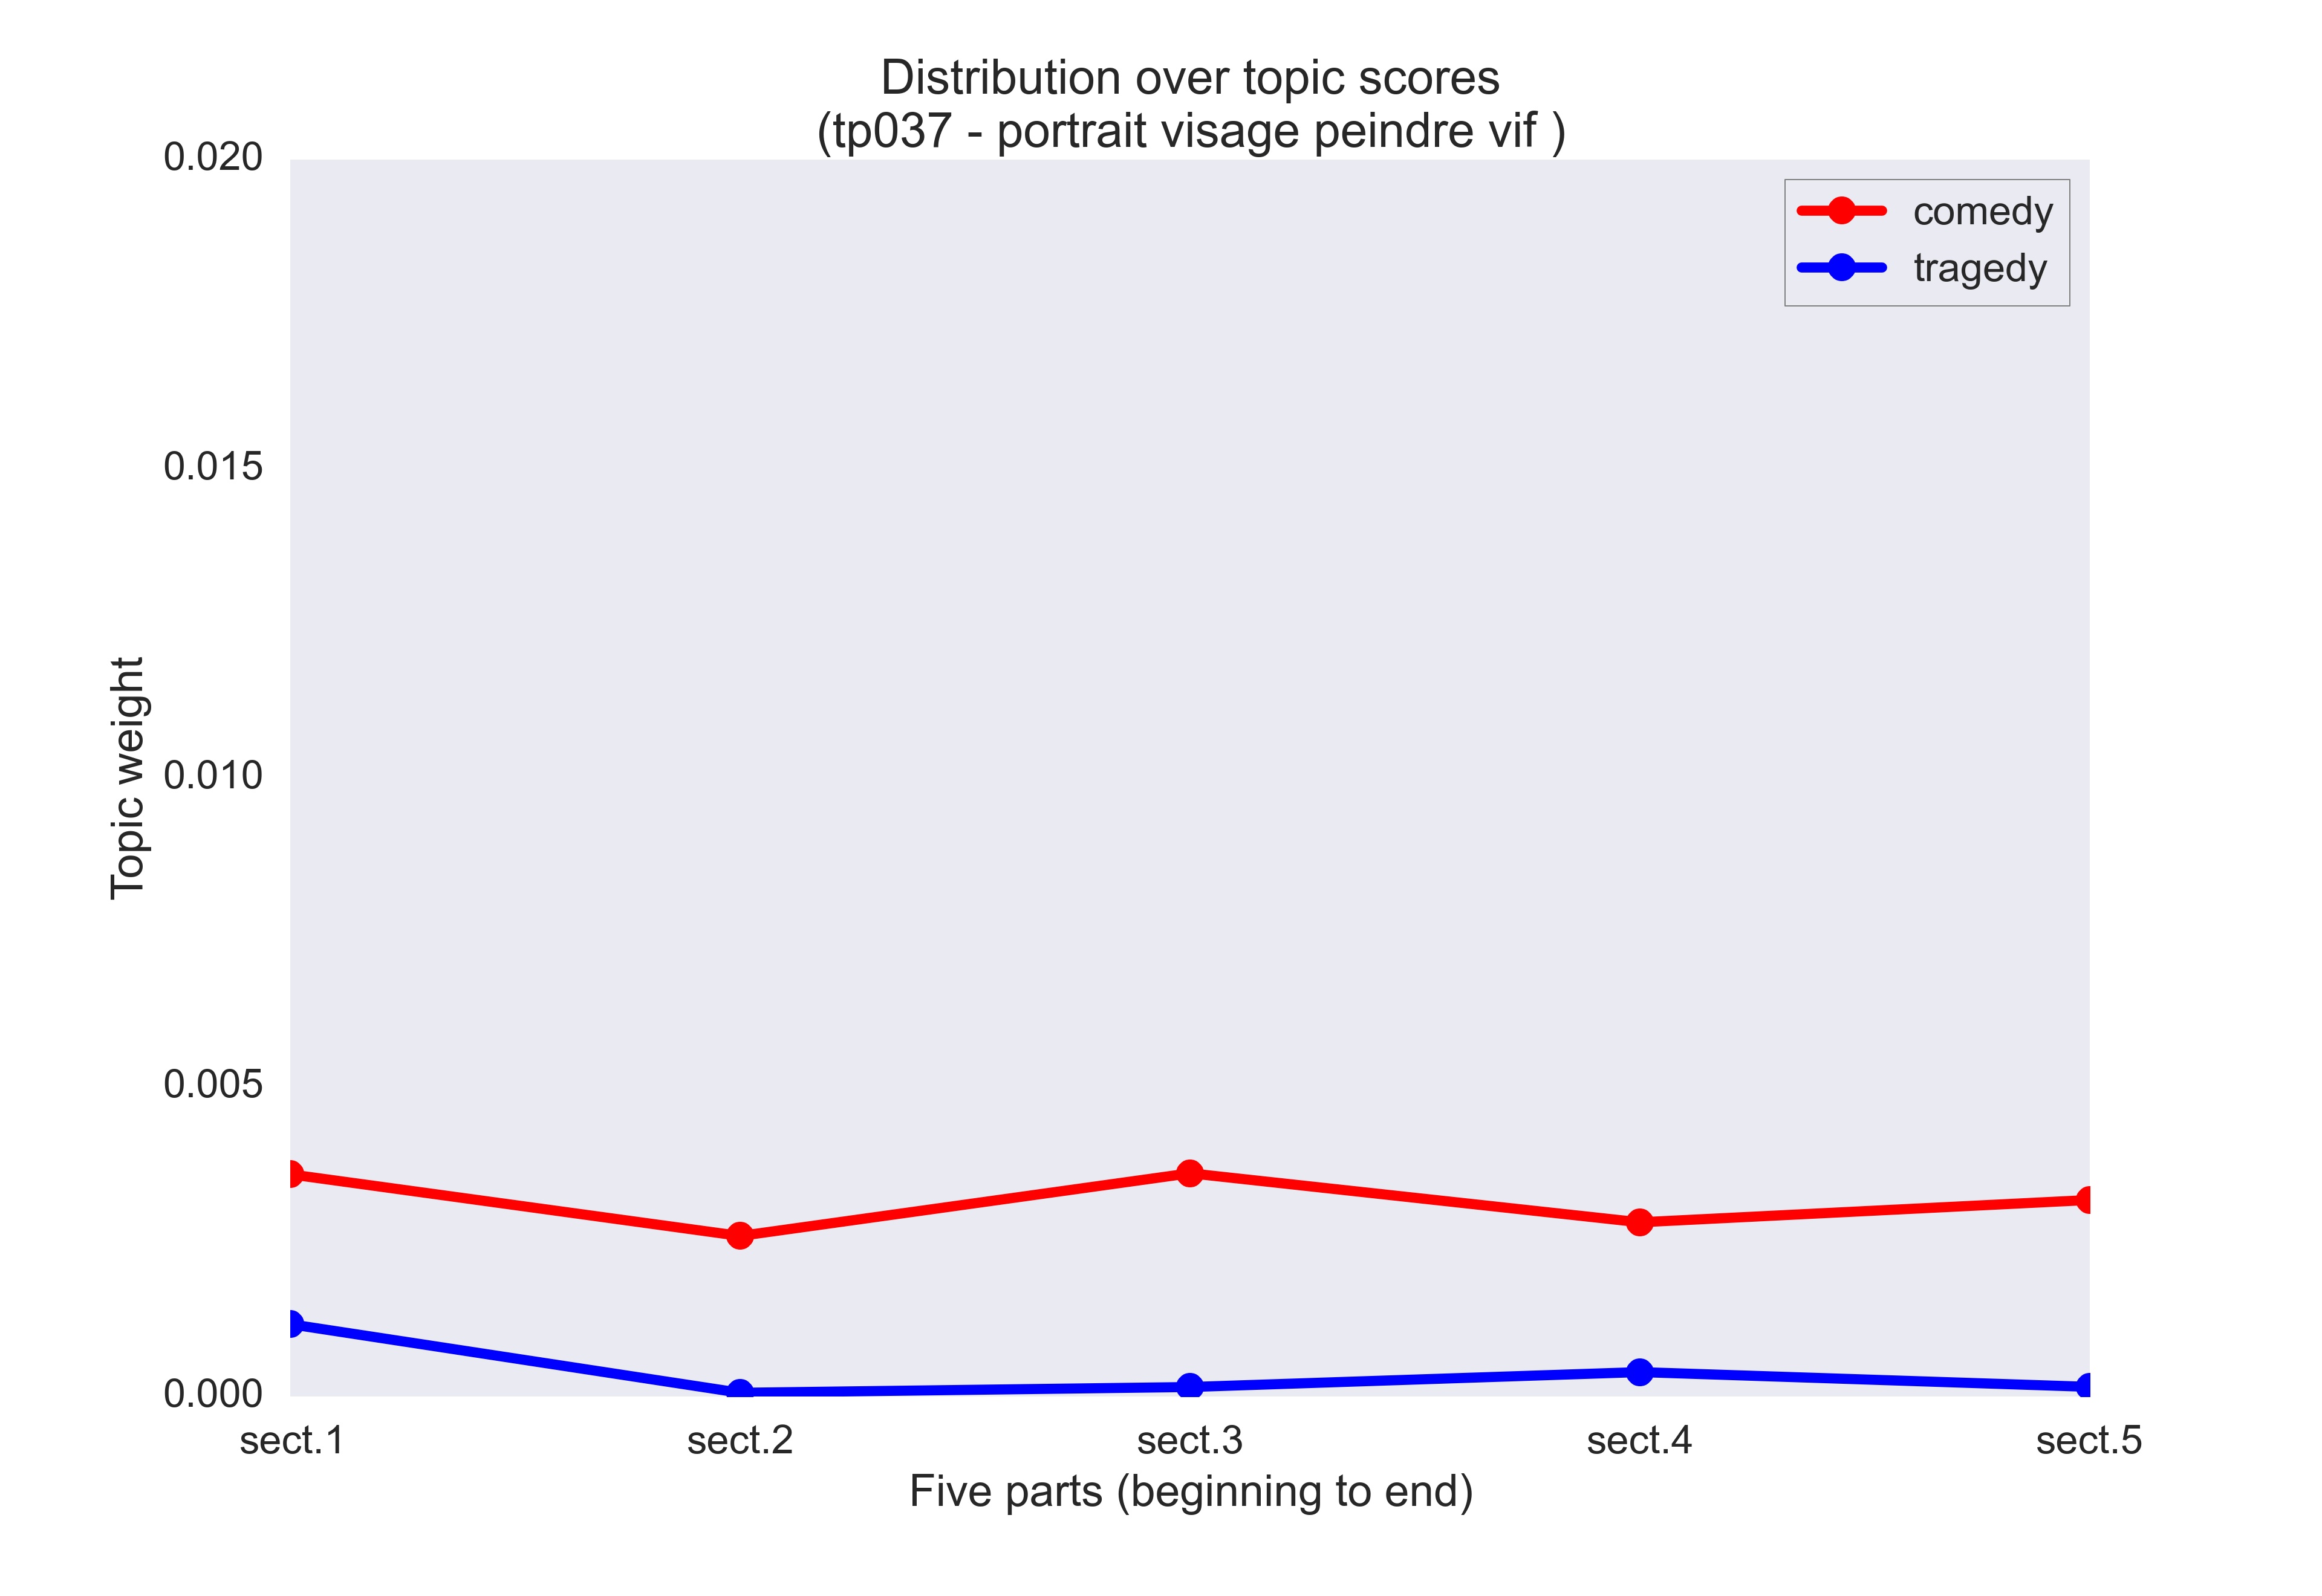 Distribution over topic scores
(tp037 - portrait visage peindre vif )
0.020
0.015
0.010
0.005
0.000
Topic weight
comedy
tragedy
sect.1
sect.2
sect.3
sect.4
sect.5
Five parts (beginning to end)